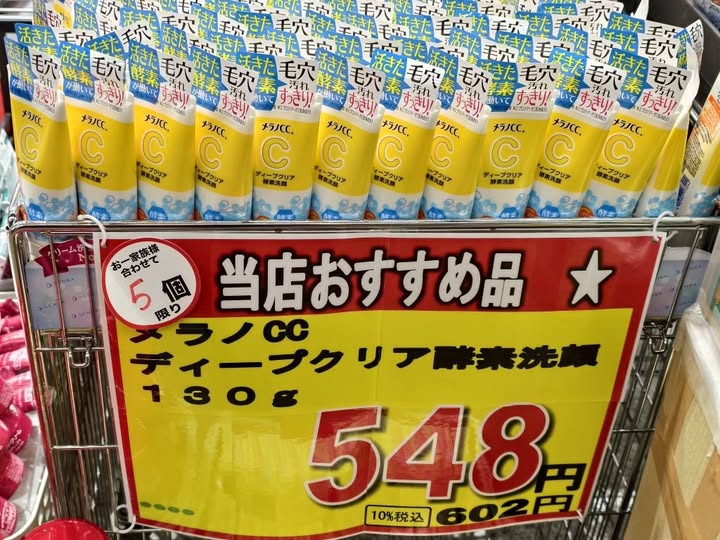 活きた
酵素
が働いて
毛穴
汚れ
すっきり!
メラノCC
C
ディープクリア
酵素洗顔
お一家族様
合わせて
5個
限り
当店おすすめ品 ★
メラノCC
ディープクリア酵素洗顔
130g
548円
10%税込 602円